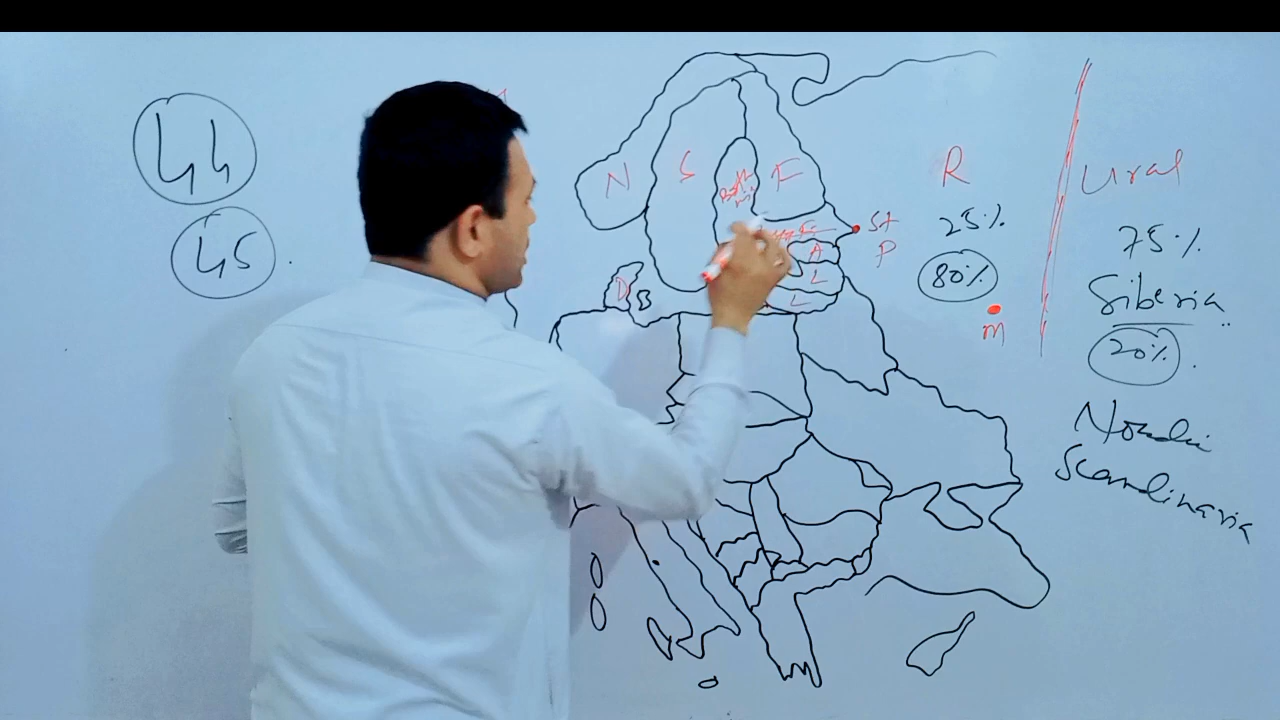 44
45
N
S
F
D
A
L
L
St
P
R
25%
80%
m
Ural
75%
Siberia
20%
Nordic
Scandinavia